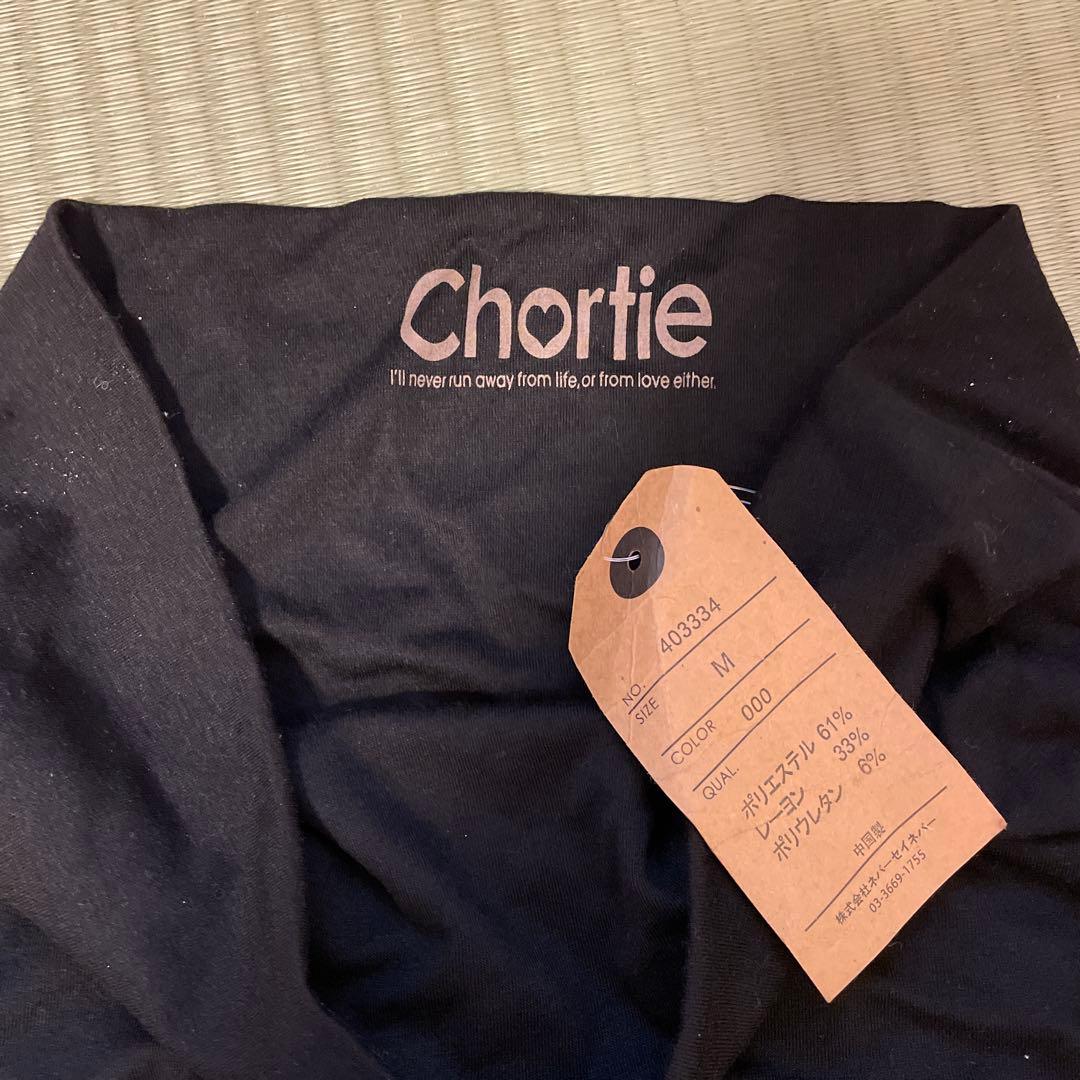 Chortie
I'll never run away from life, or from love either.
NO. 403334
SIZE M
COLOR 000
QUAL.
ポリエステル 61%
レーヨン 33%
ポリウレタン 6%
中国製
株式会社ネバーセイネバー
03-3669-1755